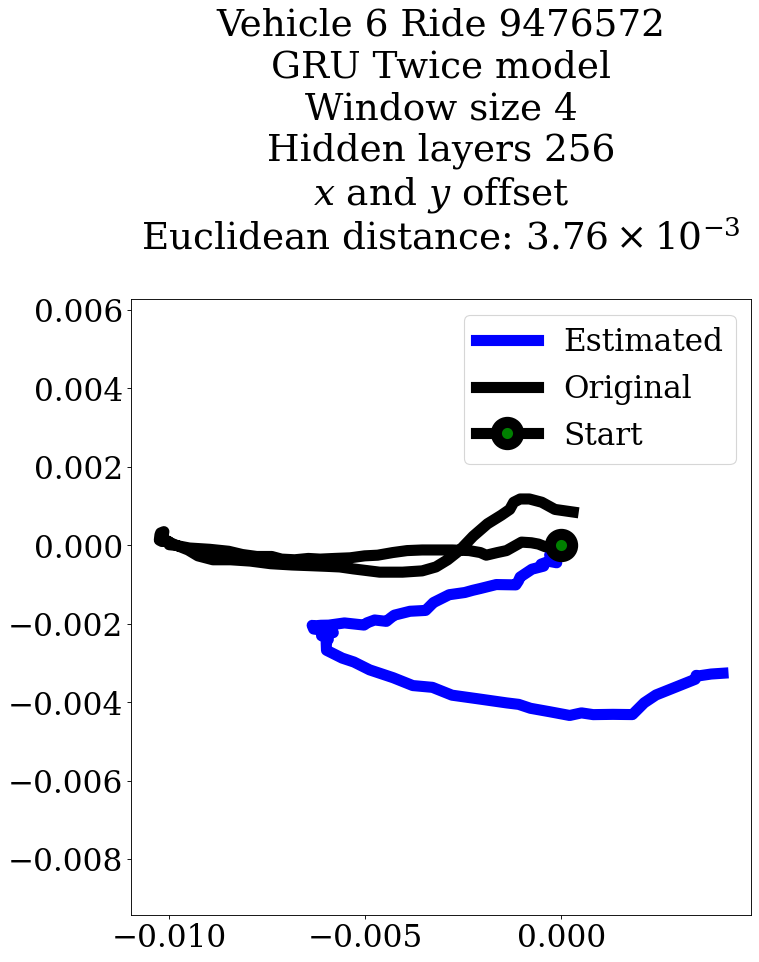 Vehicle 6 Ride 9476572
GRU Twice model
Window size 4
Hidden layers 256
x and y offset
Euclidean distance: 3.76 × 10⁻³
Estimated
Original
Start
0.006
0.004
0.002
0.000
−0.002
−0.004
−0.006
−0.008
−0.010
−0.005
0.000